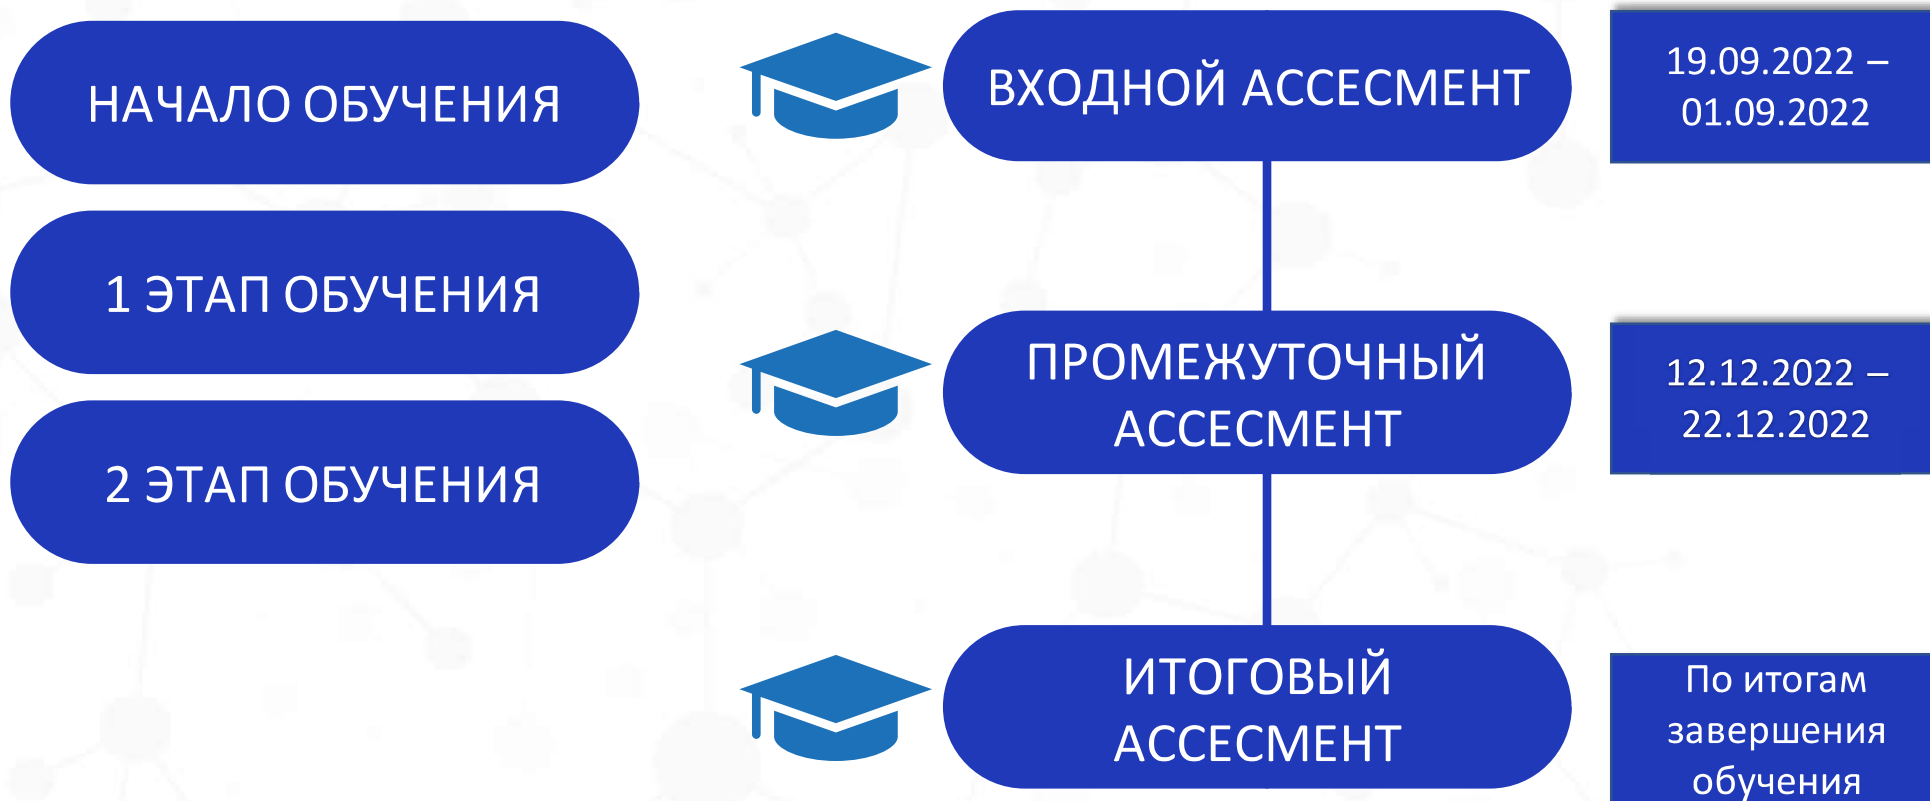 НАЧАЛО ОБУЧЕНИЯ
1 ЭТАП ОБУЧЕНИЯ
2 ЭТАП ОБУЧЕНИЯ
ВХОДНОЙ АССЕСМЕНТ
19.09.2022 –
01.09.2022
ПРОМЕЖУТОЧНЫЙ
АССЕСМЕНТ
12.12.2022 –
22.12.2022
ИТОГОВЫЙ
АССЕСМЕНТ
По итогам
завершения
обучения